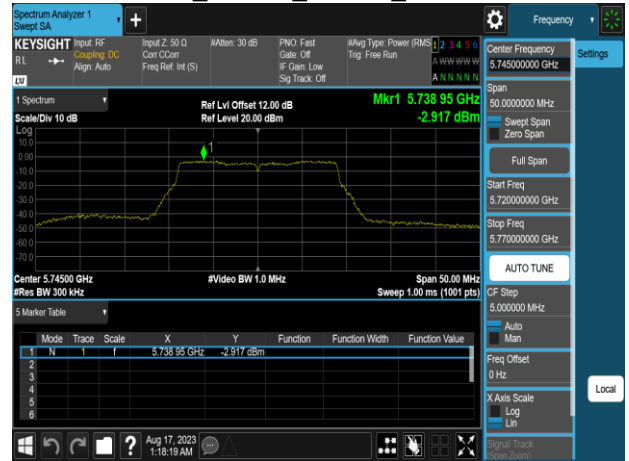 Spectrum Analyzer 1
Swept SA
Frequency
KEYSIGHT
RL
Input: RF
Coupling: DC
Align: Auto
Input Z: 50 Ω
Corr CCorr
Freq Ref: Int (S)
#Atten: 30 dB
PNO: Fast
Gate: Off
IF Gain: Low
Sig Track: Off
#Avg Type: Power (RMS
Trig: Free Run
1 2 3 4 5 6
A W W W W W
A N N N N N
LXI
1 Spectrum
Scale/Div 10 dB
Ref Lvl Offset 12.00 dB
Ref Level 20.00 dBm
Mkr1 5.738 95 GHz
-2.917 dBm
Log
10.0
0.00
-10.0
-20.0
-30.0
-40.0
-50.0
-60.0
-70.0
1
Center 5.74500 GHz
#Res BW 300 kHz
#Video BW 1.0 MHz
Span 50.00 MHz
Sweep 1.00 ms (1001 pts)
5 Marker Table
Mode Trace Scale X Y Function Function Width Function Value
1 N 1 f 5.738 95 GHz -2.917 dBm
2
3
4
5
6
Aug 17, 2023
1:18:19 AM
Center Frequency
5.745000000 GHz
Settings
Span
50.0000000 MHz
Swept Span
Zero Span
Full Span
Start Freq
5.720000000 GHz
Stop Freq
5.770000000 GHz
AUTO TUNE
CF Step
5.000000 MHz
Auto
Man
Freq Offset
0 Hz
X Axis Scale
Log
Lin
Signal Track
(Span Zoom)
Local